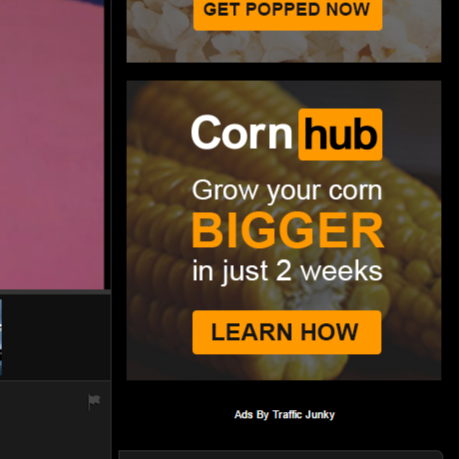 GET POPPED NOW
Corn hub
Grow your corn
BIGGER
in just 2 weeks
LEARN HOW
Ads By Traffic Junky